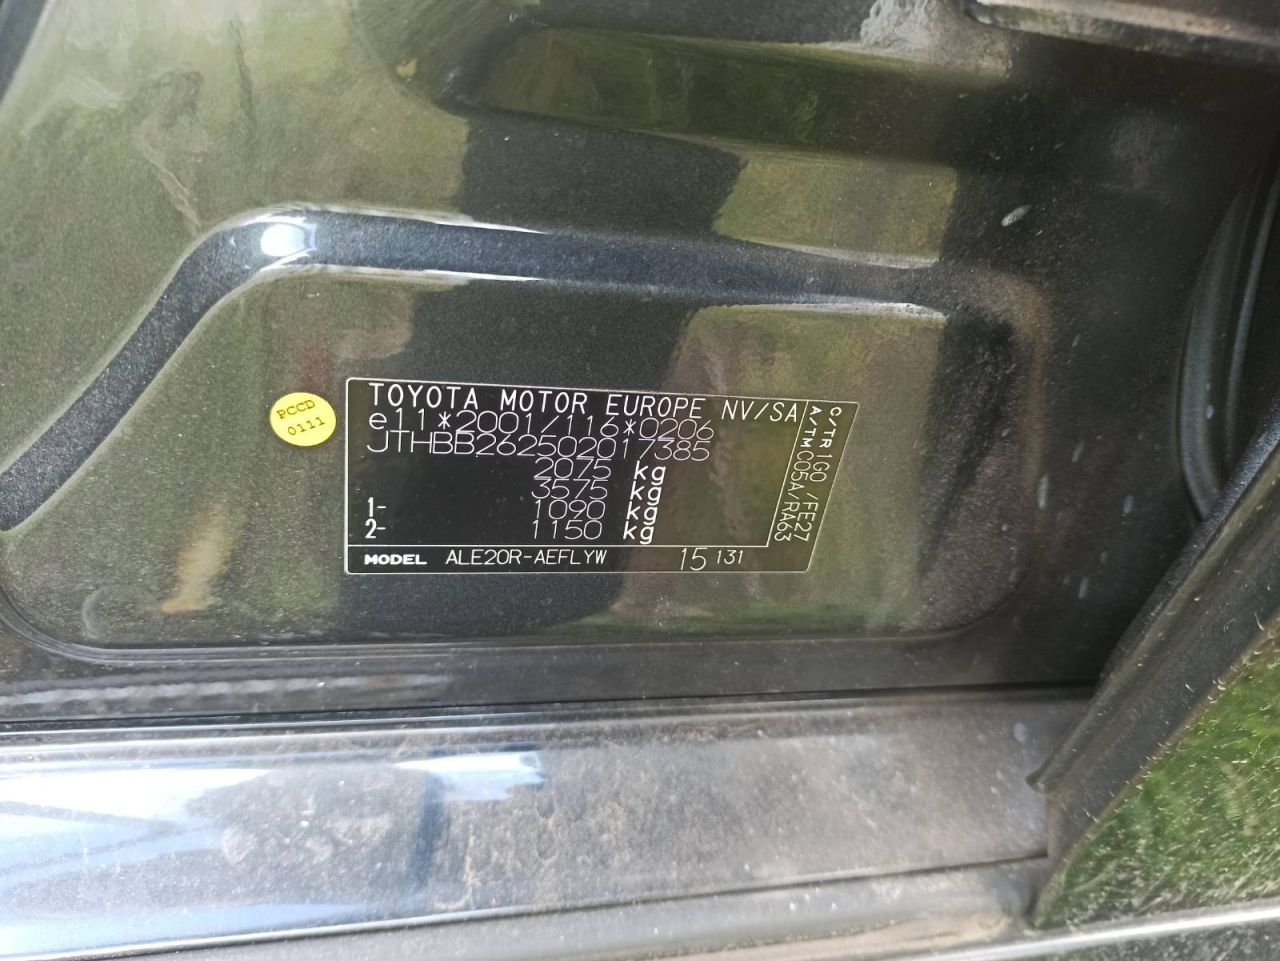 PCCD
0111
TOYOTA MOTOR EUROPE NV/SA
e11*2001/116*0206
JTHBB262502017385
2075 kg
3575 kg
1- 1090 kg
2- 1150 kg
MODEL ALE20R-AEFLYW 15 131
C/TR 1G0 /FE27
A/TM C05A/RA63